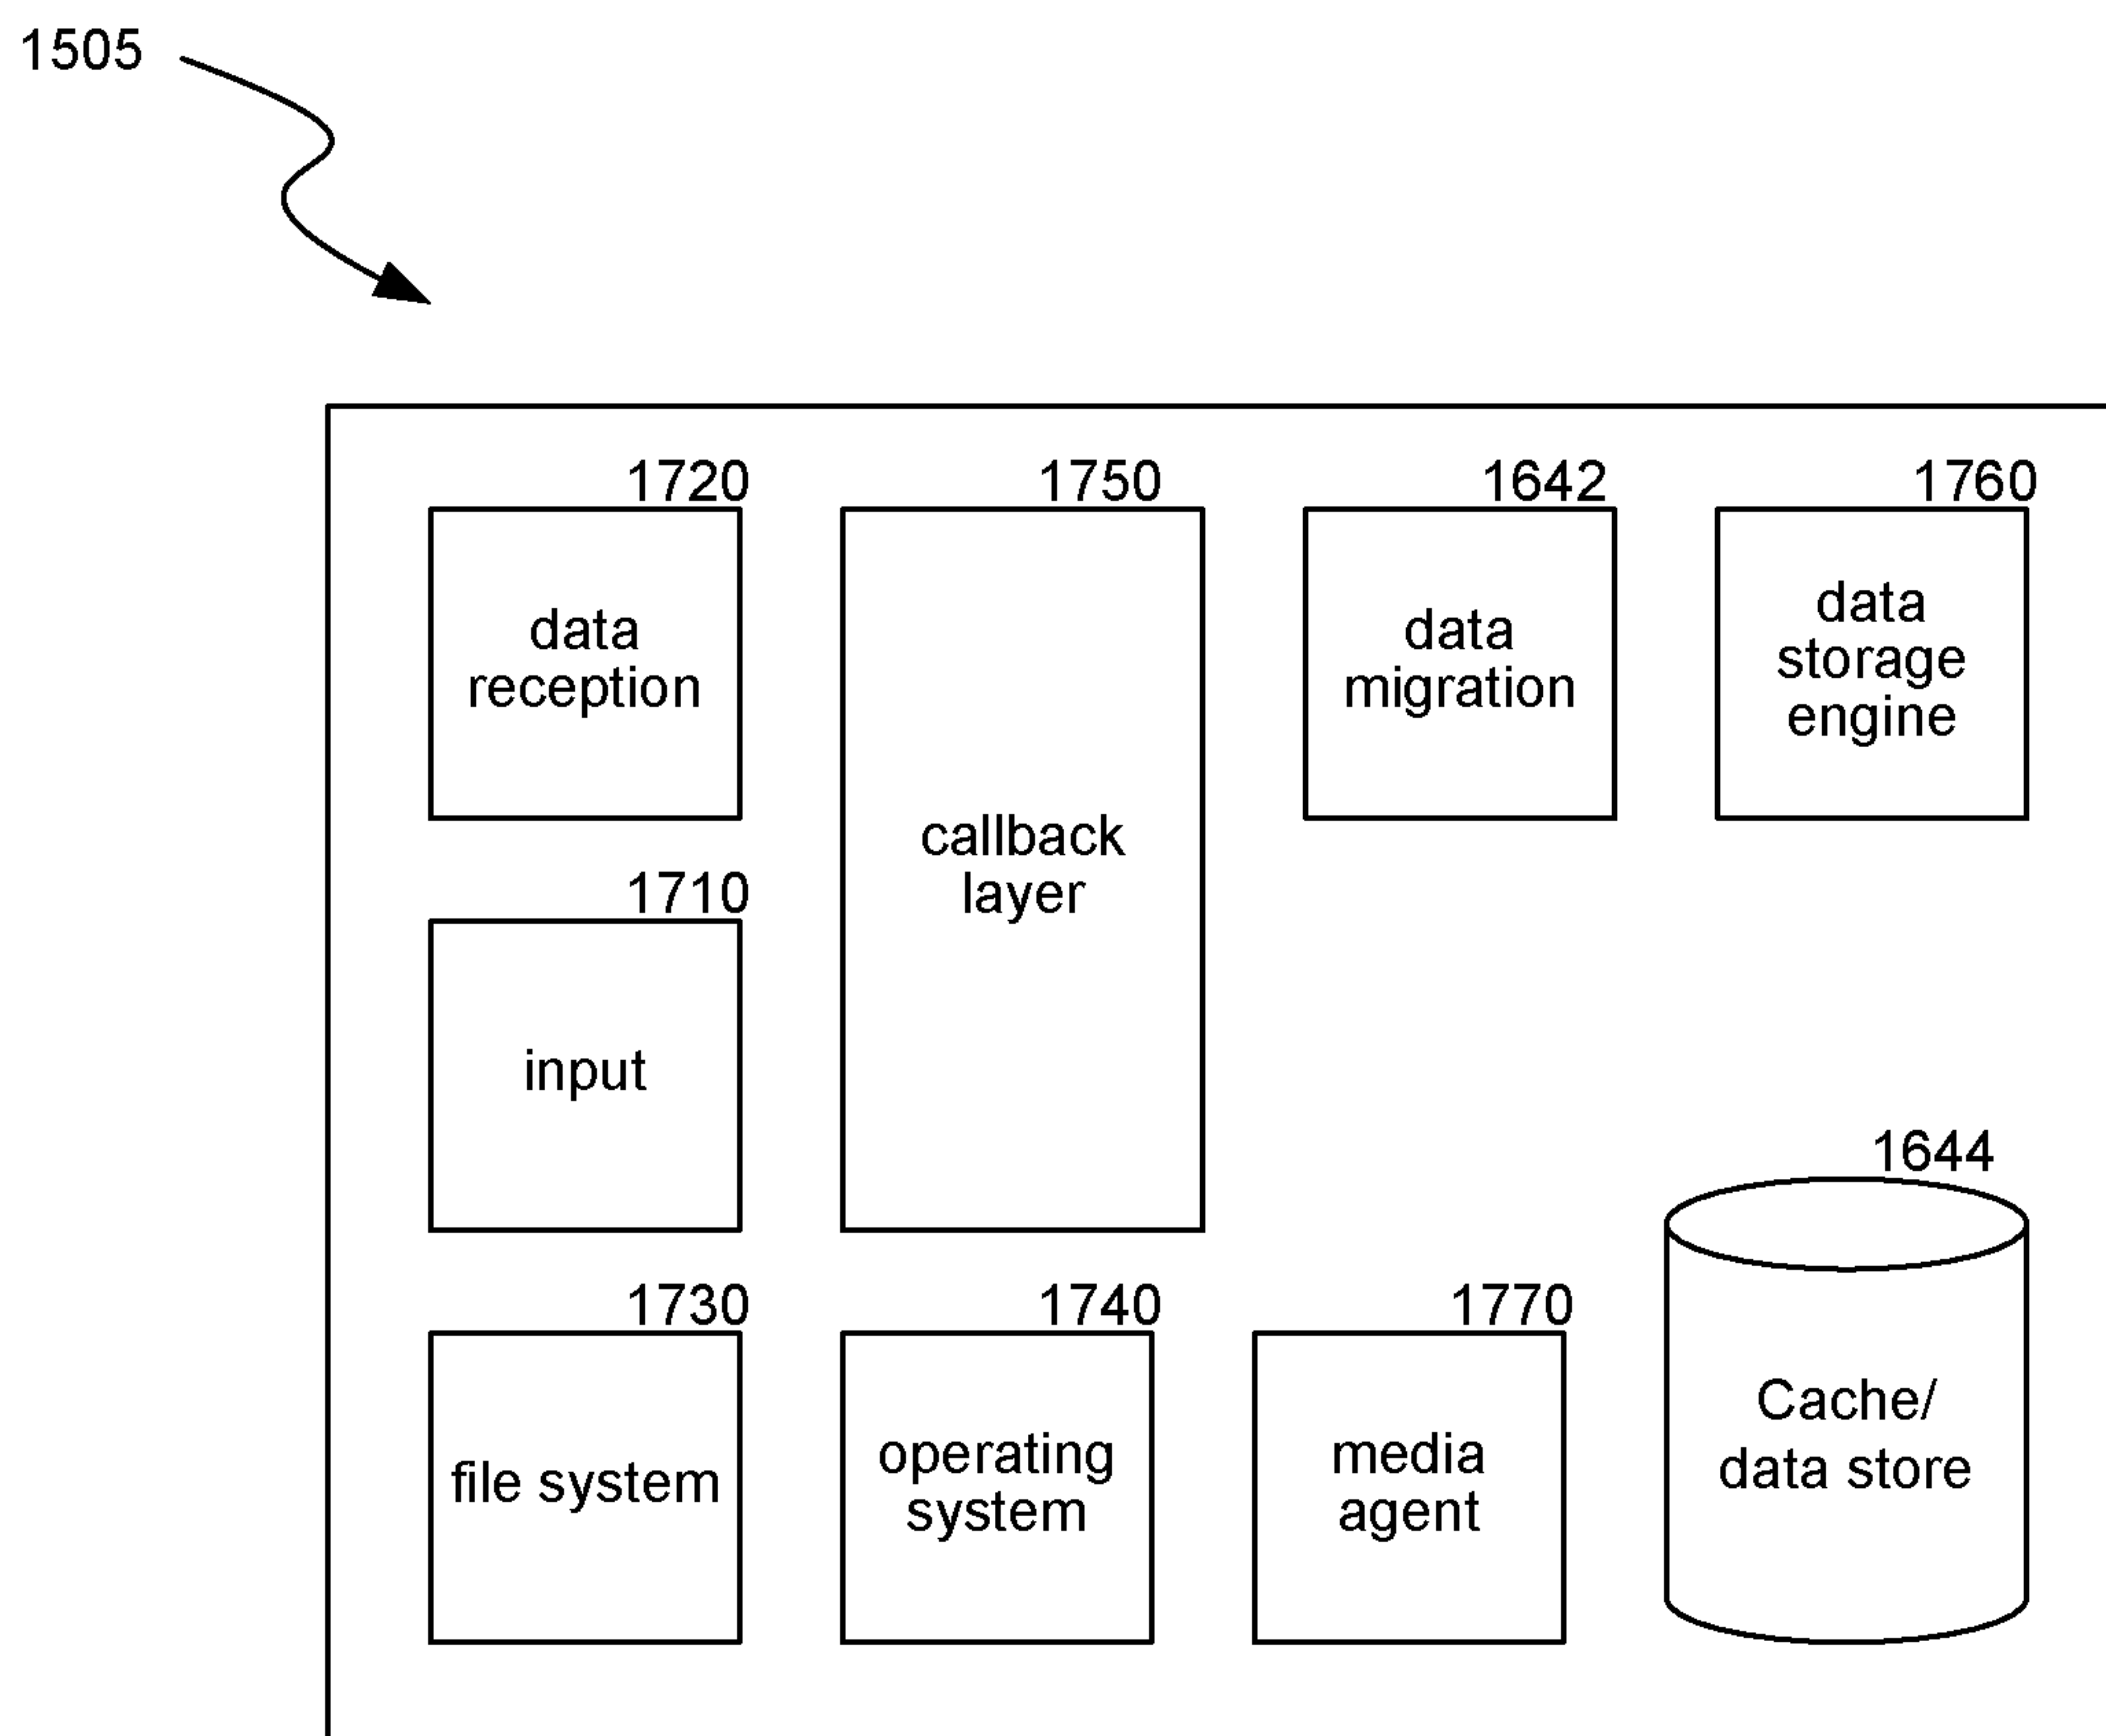 1505
1720
data
reception
1750
callback
layer
1642
data
migration
1760
data
storage
engine
1710
input
1644
Cache/
data store
1730
file system
1740
operating
system
1770
media
agent